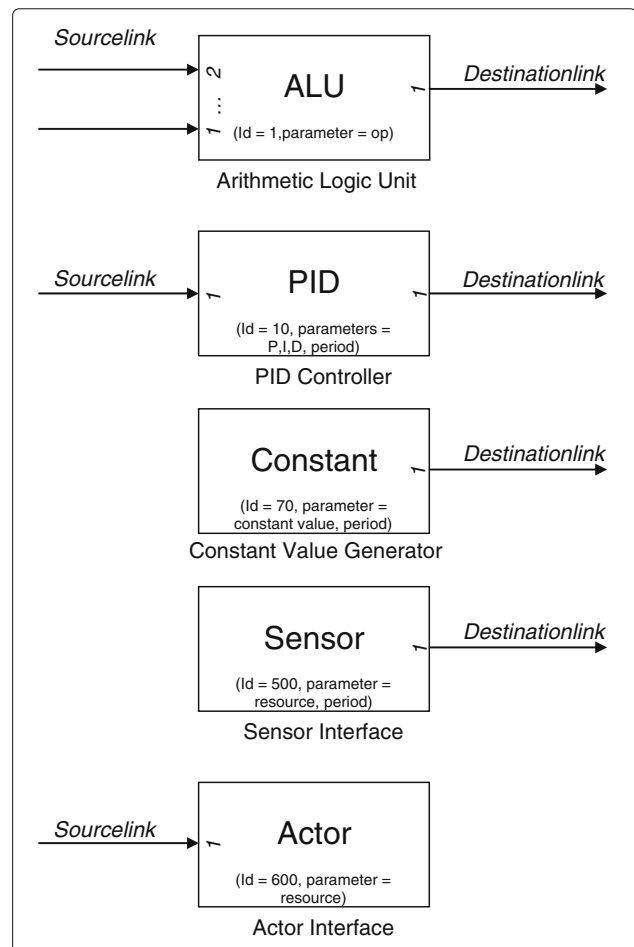 Sourcelink
2
ALU
1
Destinationlink
...
1
(Id = 1,parameter = op)
Arithmetic Logic Unit
Sourcelink
1
PID
1
Destinationlink
(Id = 10, parameters =
P,I,D, period)
PID Controller
Constant
1
Destinationlink
(Id = 70, parameter =
constant value, period)
Constant Value Generator
Sensor
1
Destinationlink
(Id = 500, parameter =
resource, period)
Sensor Interface
Sourcelink
1
Actor
(Id = 600, parameter =
resource)
Actor Interface